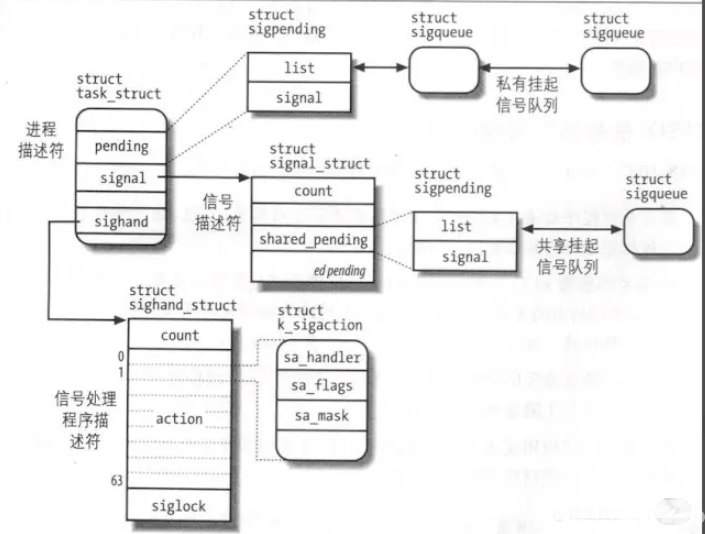 struct
sigpending
struct
sigqueue
struct
sigqueue
list
signal
私有挂起
信号队列
struct
task_struct
进程
描述符
pending
signal
sighand
struct
signal_struct
信号
描述符
count
shared_pending
ed pending
struct
sigpending
list
signal
struct
sigqueue
共享挂起
信号队列
struct
sighand_struct
count
0
1
信号处理
程序描
述符
action
63
siglock
struct
k_sigaction
sa_handler
sa_flags
sa_mask